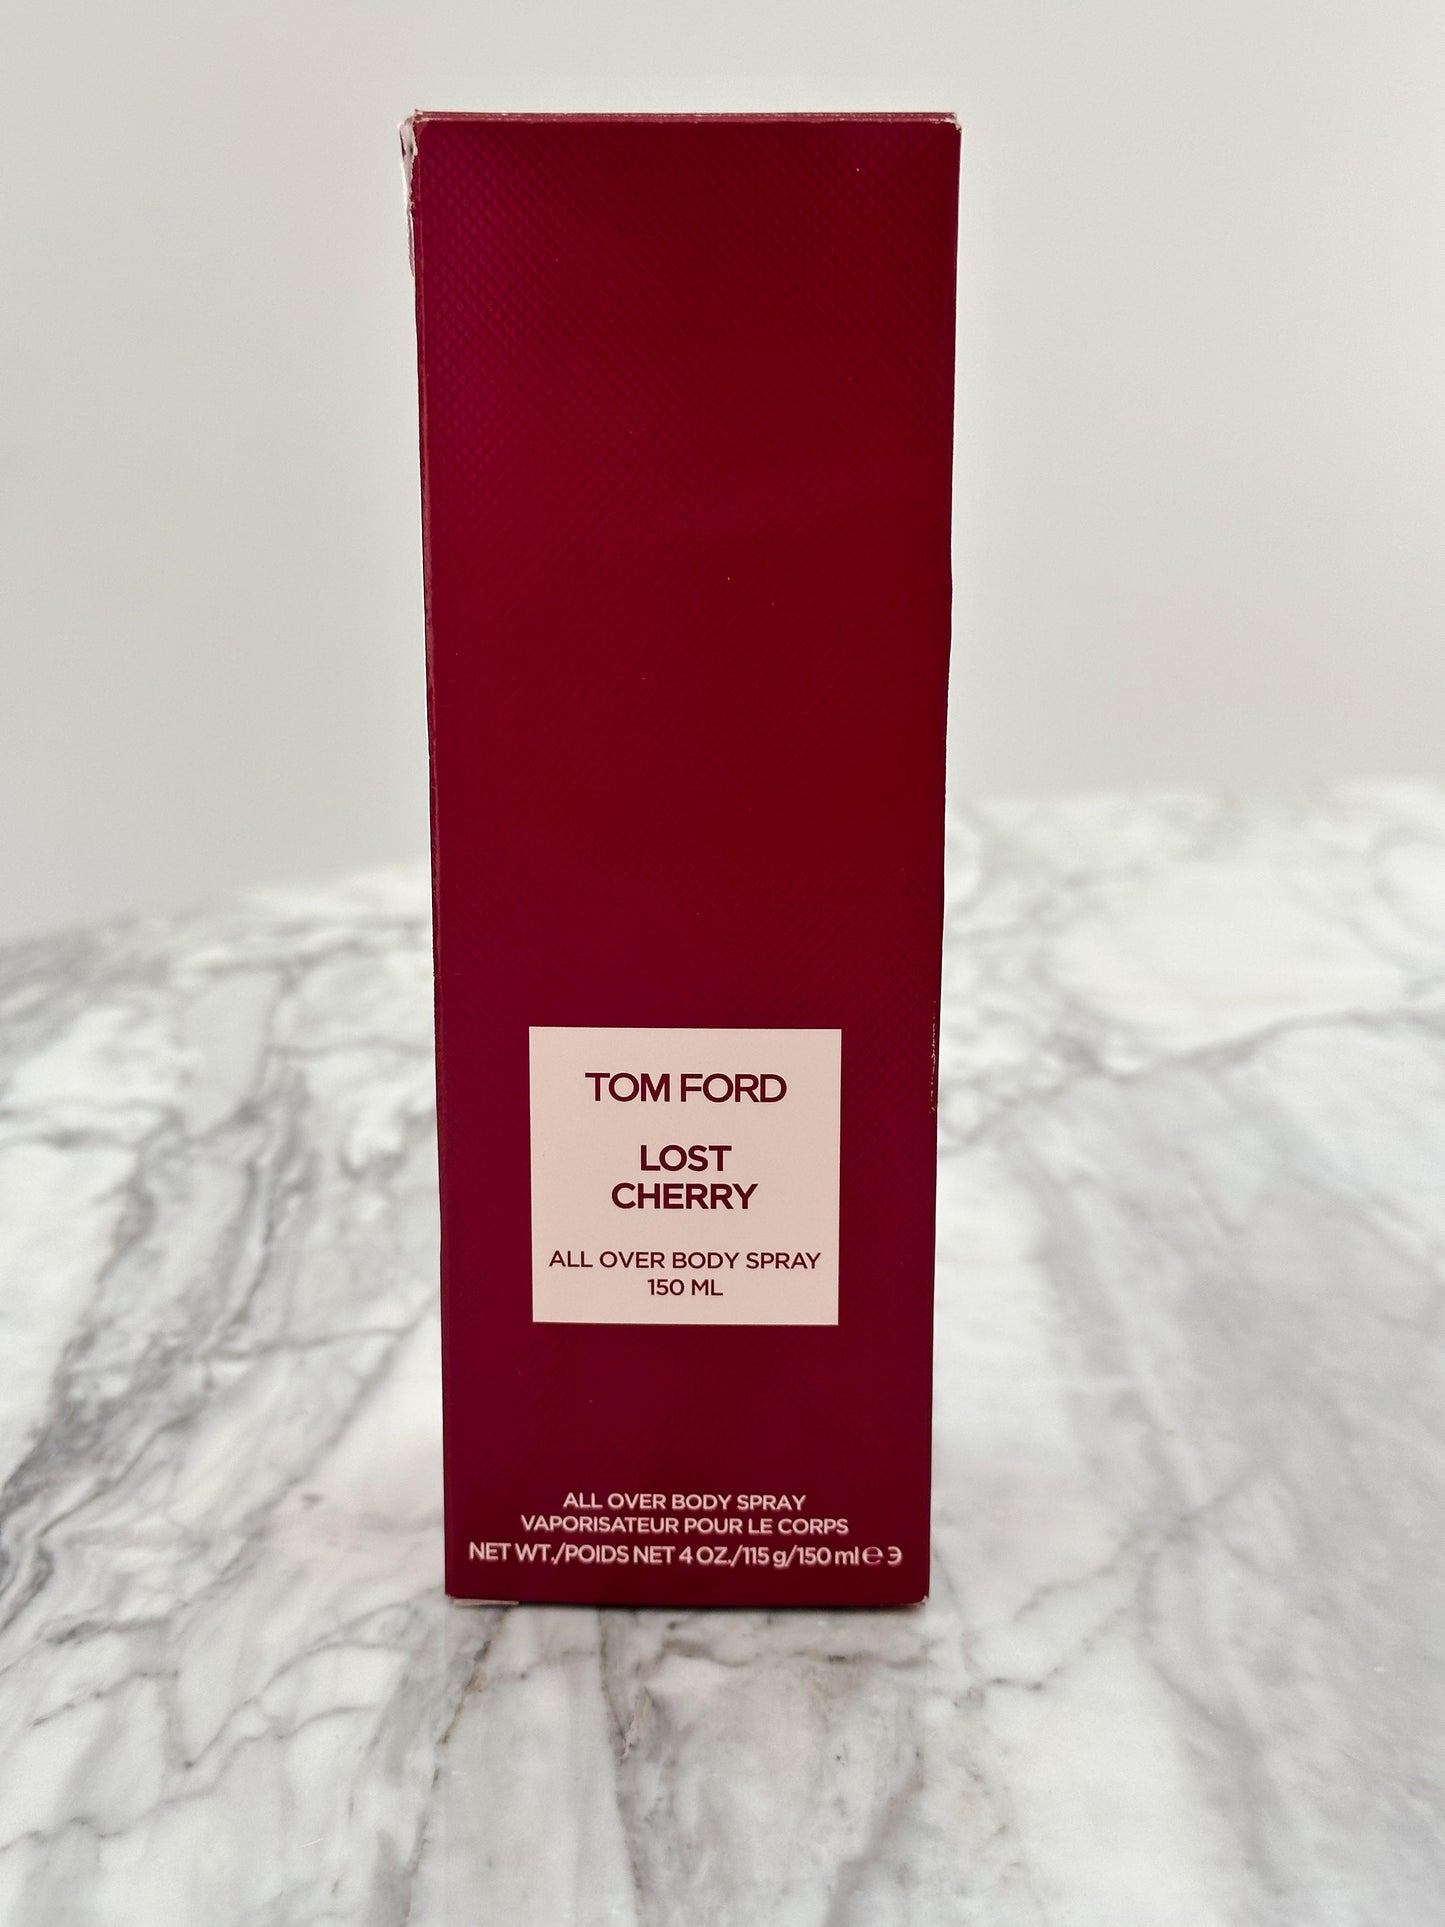 TOM FORD
LOST
CHERRY
ALL OVER BODY SPRAY
150 ML
ALL OVER BODY SPRAY
VAPORISATEUR POUR LE CORPS
NET WT./POIDS NET 4 OZ./115 g/150 ml ℮ ϶